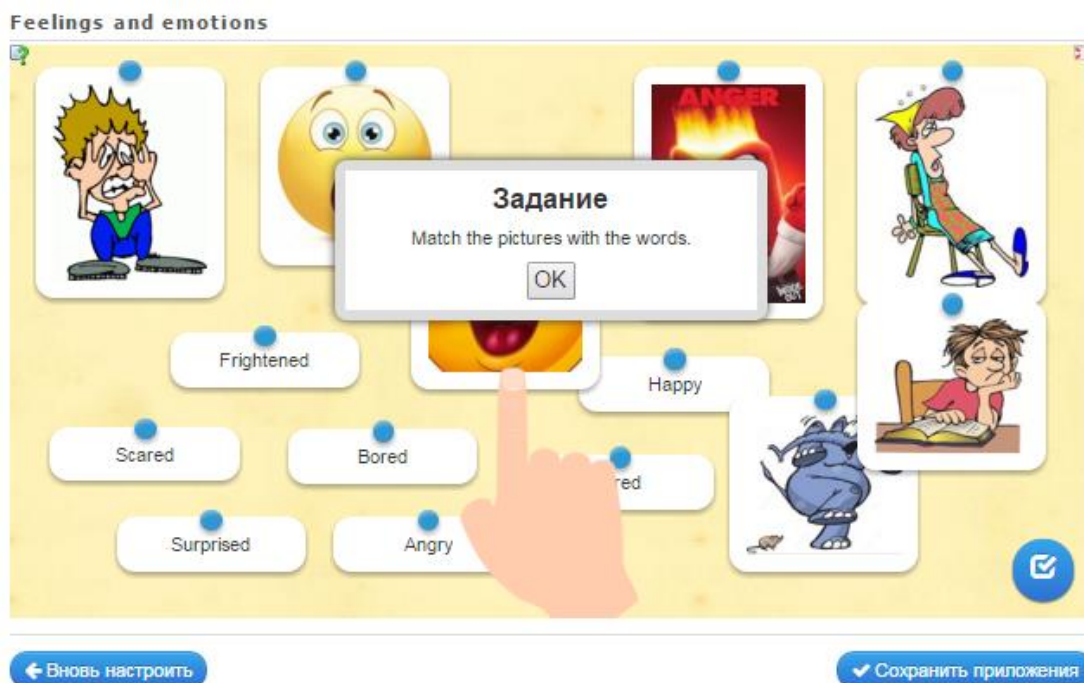 Feelings and emotions
ANGER
Задание
Match the pictures with the words.
OK
Frightened
Happy
Scared
Bored
red
Surprised
Angry
Вновь настроить
Сохранить приложения